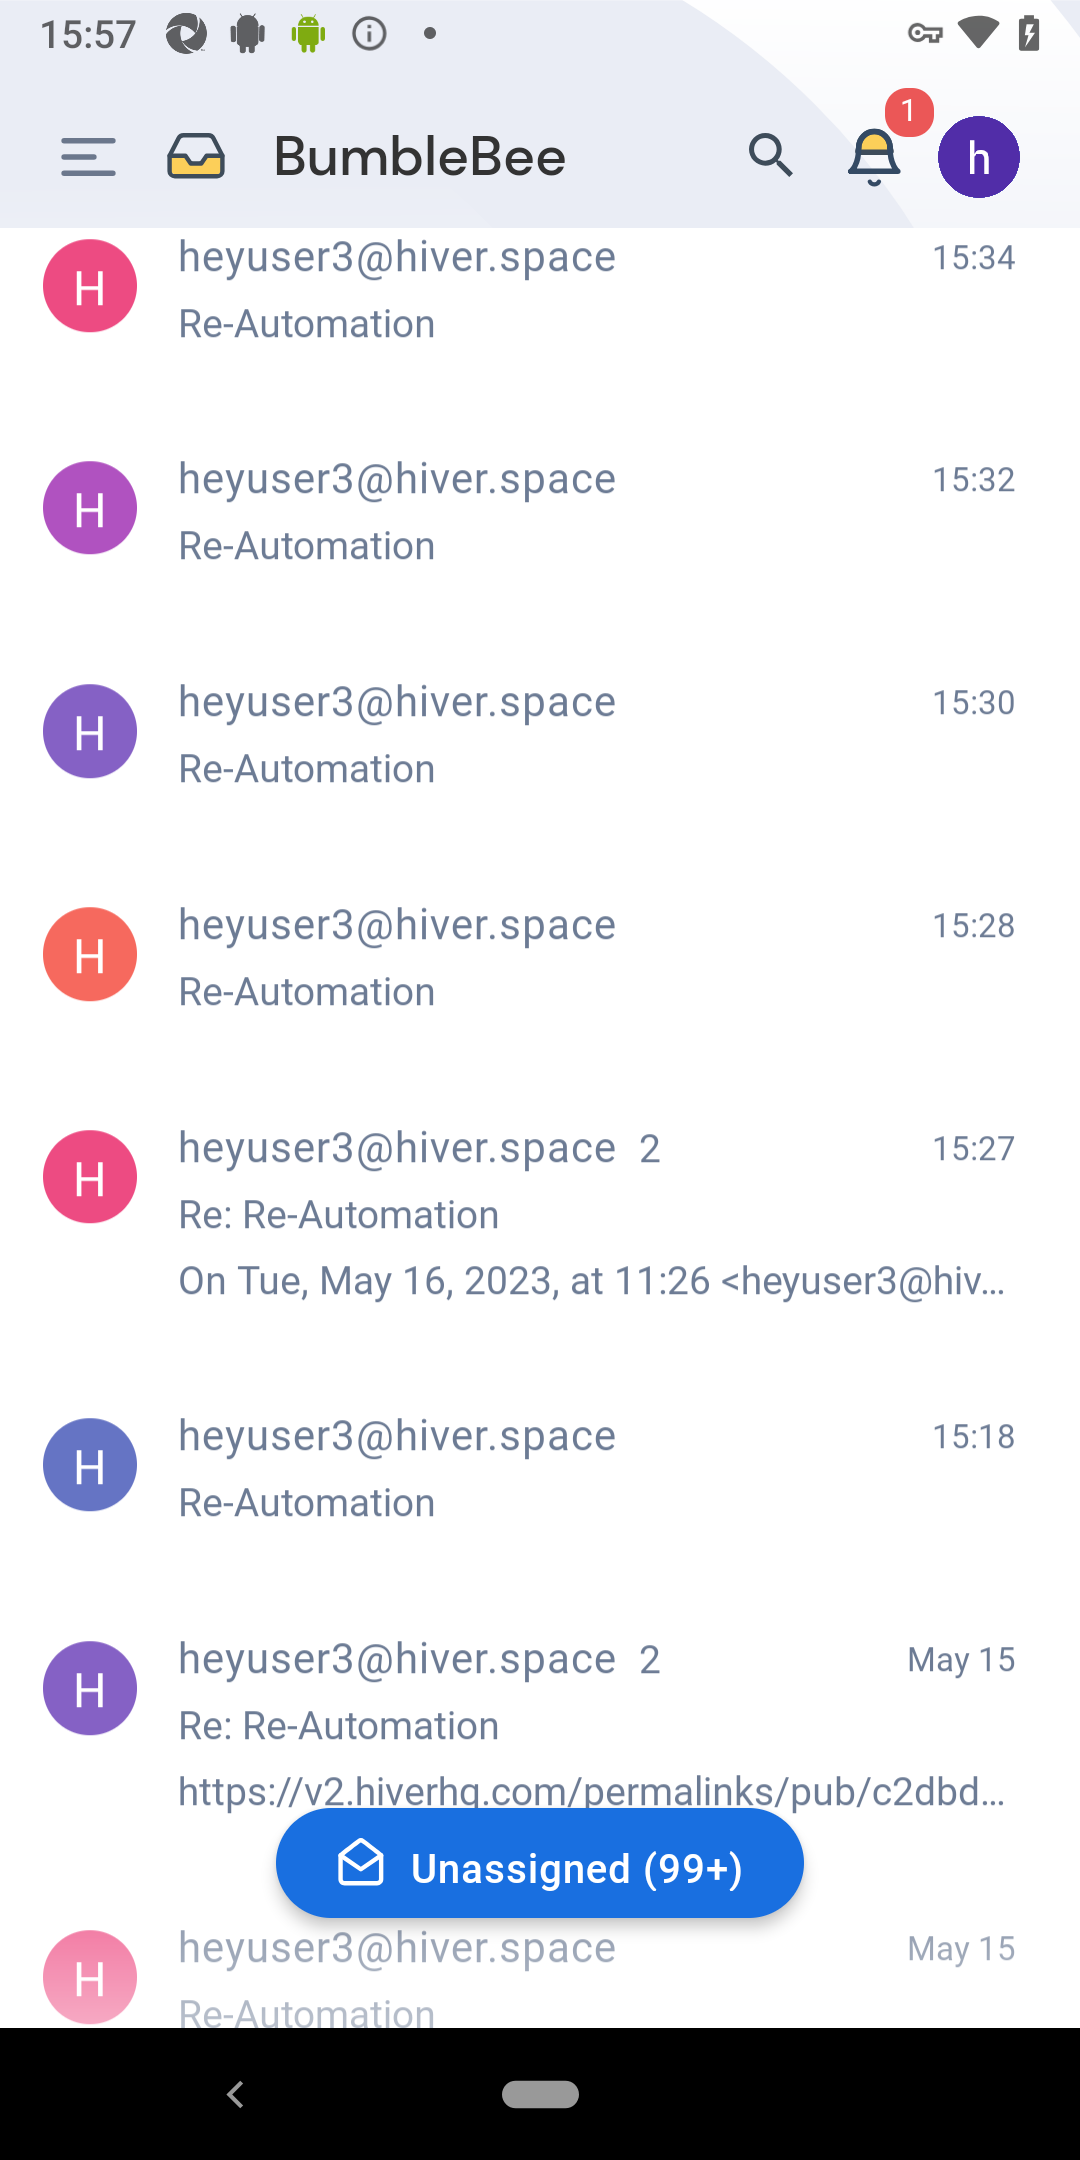 15:57
BumbleBee
1
h
H
heyuser3@hiver.space
15:34
Re-Automation
H
heyuser3@hiver.space
15:32
Re-Automation
H
heyuser3@hiver.space
15:30
Re-Automation
H
heyuser3@hiver.space
15:28
Re-Automation
H
heyuser3@hiver.space 2
15:27
Re: Re-Automation
On Tue, May 16, 2023, at 11:26 <heyuser3@hiv...
H
heyuser3@hiver.space
15:18
Re-Automation
H
heyuser3@hiver.space 2
May 15
Re: Re-Automation
https://v2.hiverhq.com/permalinks/pub/c2dbd...
Unassigned (99+)
H
heyuser3@hiver.space
May 15
Re-Automation